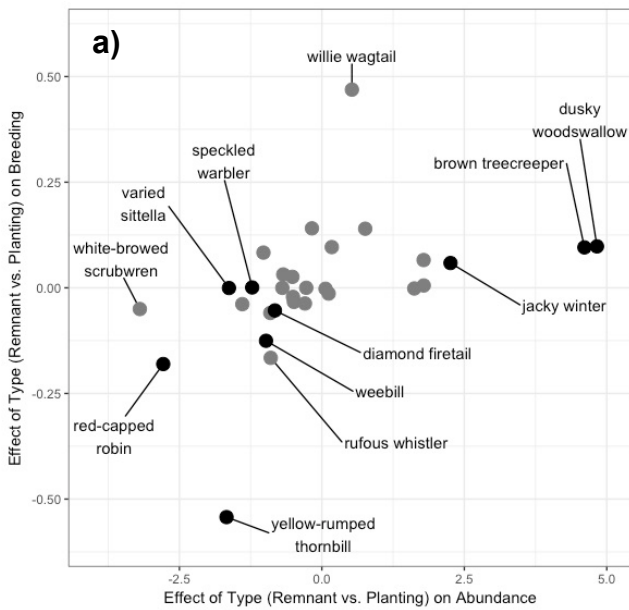 a)
willie wagtail
dusky
woodswallow
speckled
warbler
brown treecreeper
varied
sittella
white-browed
scrubwren
jacky winter
diamond firetail
weebill
red-capped
robin
rufous whistler
yellow-rumped
thornbill
0.50
0.25
0.00
-0.25
-0.50
-2.5
0.0
2.5
5.0
Effect of Type (Remnant vs. Planting) on Breeding
Effect of Type (Remnant vs. Planting) on Abundance